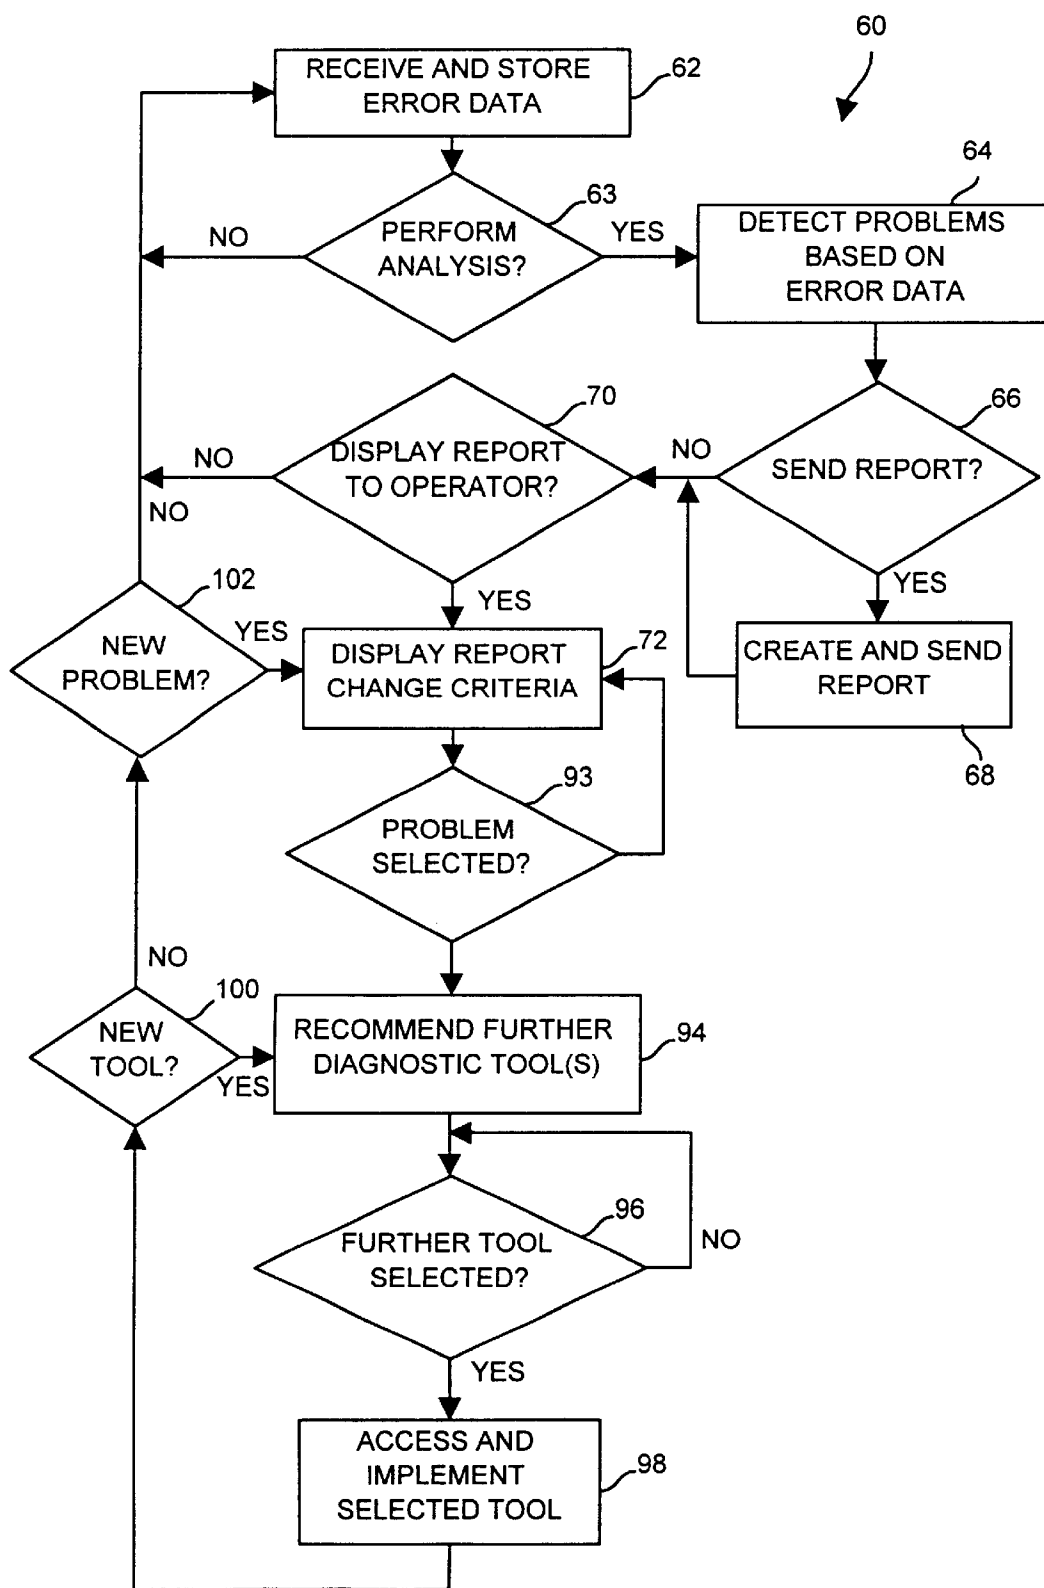 60
RECEIVE AND STORE
ERROR DATA
62
64
63
PERFORM
ANALYSIS?
NO
YES
DETECT PROBLEMS
BASED ON
ERROR DATA
70
66
DISPLAY REPORT
TO OPERATOR?
NO
NO
SEND REPORT?
NO
YES
YES
102
NEW
PROBLEM?
YES
DISPLAY REPORT
CHANGE CRITERIA
72
CREATE AND SEND
REPORT
68
93
PROBLEM
SELECTED?
NO
100
NEW
TOOL?
YES
RECOMMEND FURTHER
DIAGNOSTIC TOOL(S)
94
96
FURTHER TOOL
SELECTED?
NO
YES
ACCESS AND
IMPLEMENT
SELECTED TOOL
98